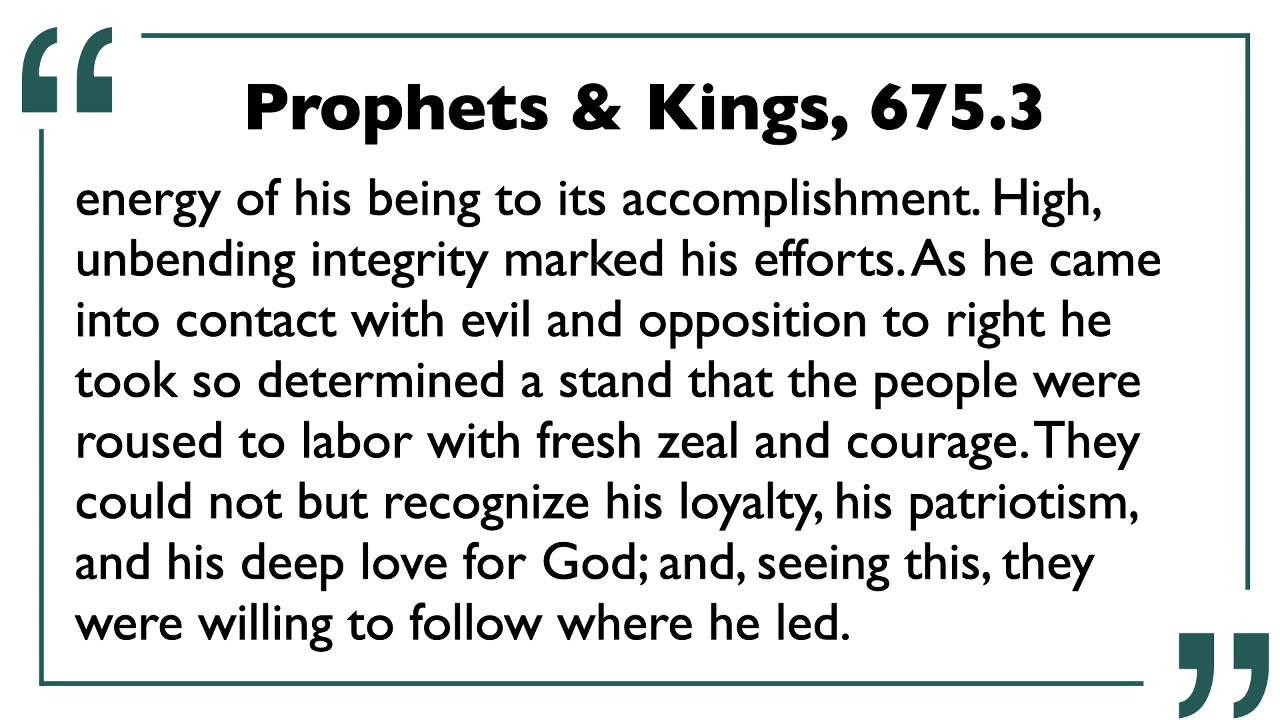 Prophets & Kings, 675.3
energy of his being to its accomplishment. High,
unbending integrity marked his efforts. As he came
into contact with evil and opposition to right he
took so determined a stand that the people were
roused to labor with fresh zeal and courage. They
could not but recognize his loyalty, his patriotism,
and his deep love for God; and, seeing this, they
were willing to follow where he led.